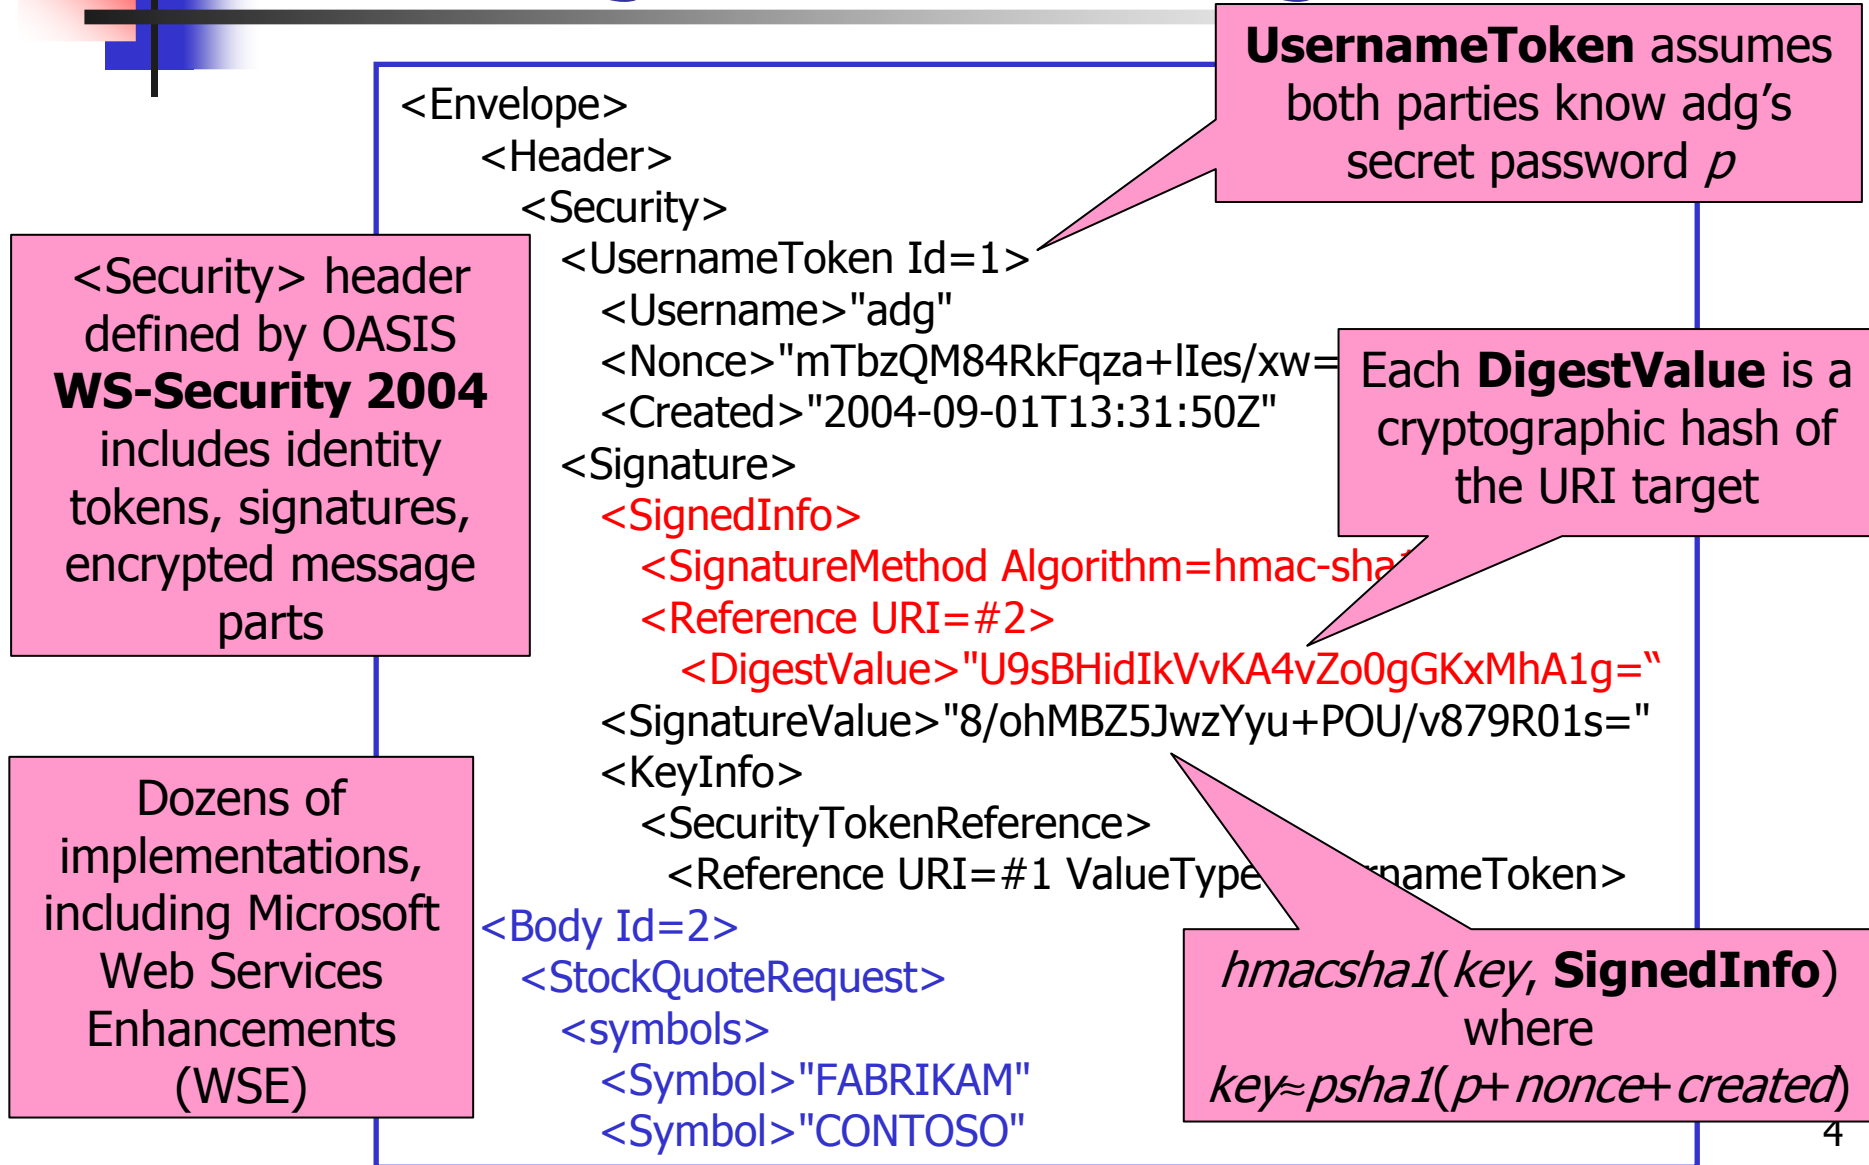 UsernameToken assumes
both parties know adg’s
secret password p
<Envelope>
<Header>
<Security>
<UsernameToken Id=1>
<Username>"adg"
<Nonce>"mTbzQM84RkFqza+lIes/xw=
<Created>"2004-09-01T13:31:50Z"
<Signature>
<SignedInfo>
<SignatureMethod Algorithm=hmac-sha1
<Reference URI=#2>
<DigestValue>"U9sBHidIkVvKA4vZo0gGKxMhA1g=“
<SignatureValue>"8/ohMBZ5JwzYyu+POU/v879R01s="
<KeyInfo>
<SecurityTokenReference>
<Reference URI=#1 ValueType rnameToken>
<Body Id=2>
<StockQuoteRequest>
<symbols>
<Symbol>"FABRIKAM"
<Symbol>"CONTOSO"
<Security> header
defined by OASIS
WS-Security 2004
includes identity
tokens, signatures,
encrypted message
parts
Dozens of
implementations,
including Microsoft
Web Services
Enhancements
(WSE)
Each DigestValue is a
cryptographic hash of
the URI target
hmacsha1(key, SignedInfo)
where
key≈psha1(p+nonce+created)
4